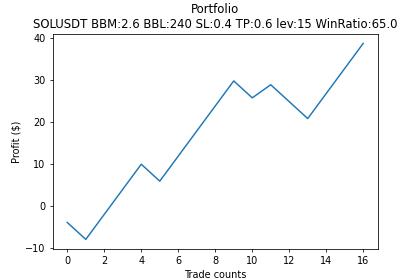 Portfolio
SOLUSDT BBM:2.6 BBL:240 SL:0.4 TP:0.6 lev:15 WinRatio:65.0
40
30
20
10
0
−10
Profit ($)
0 2 4 6 8 10 12 14 16
Trade counts